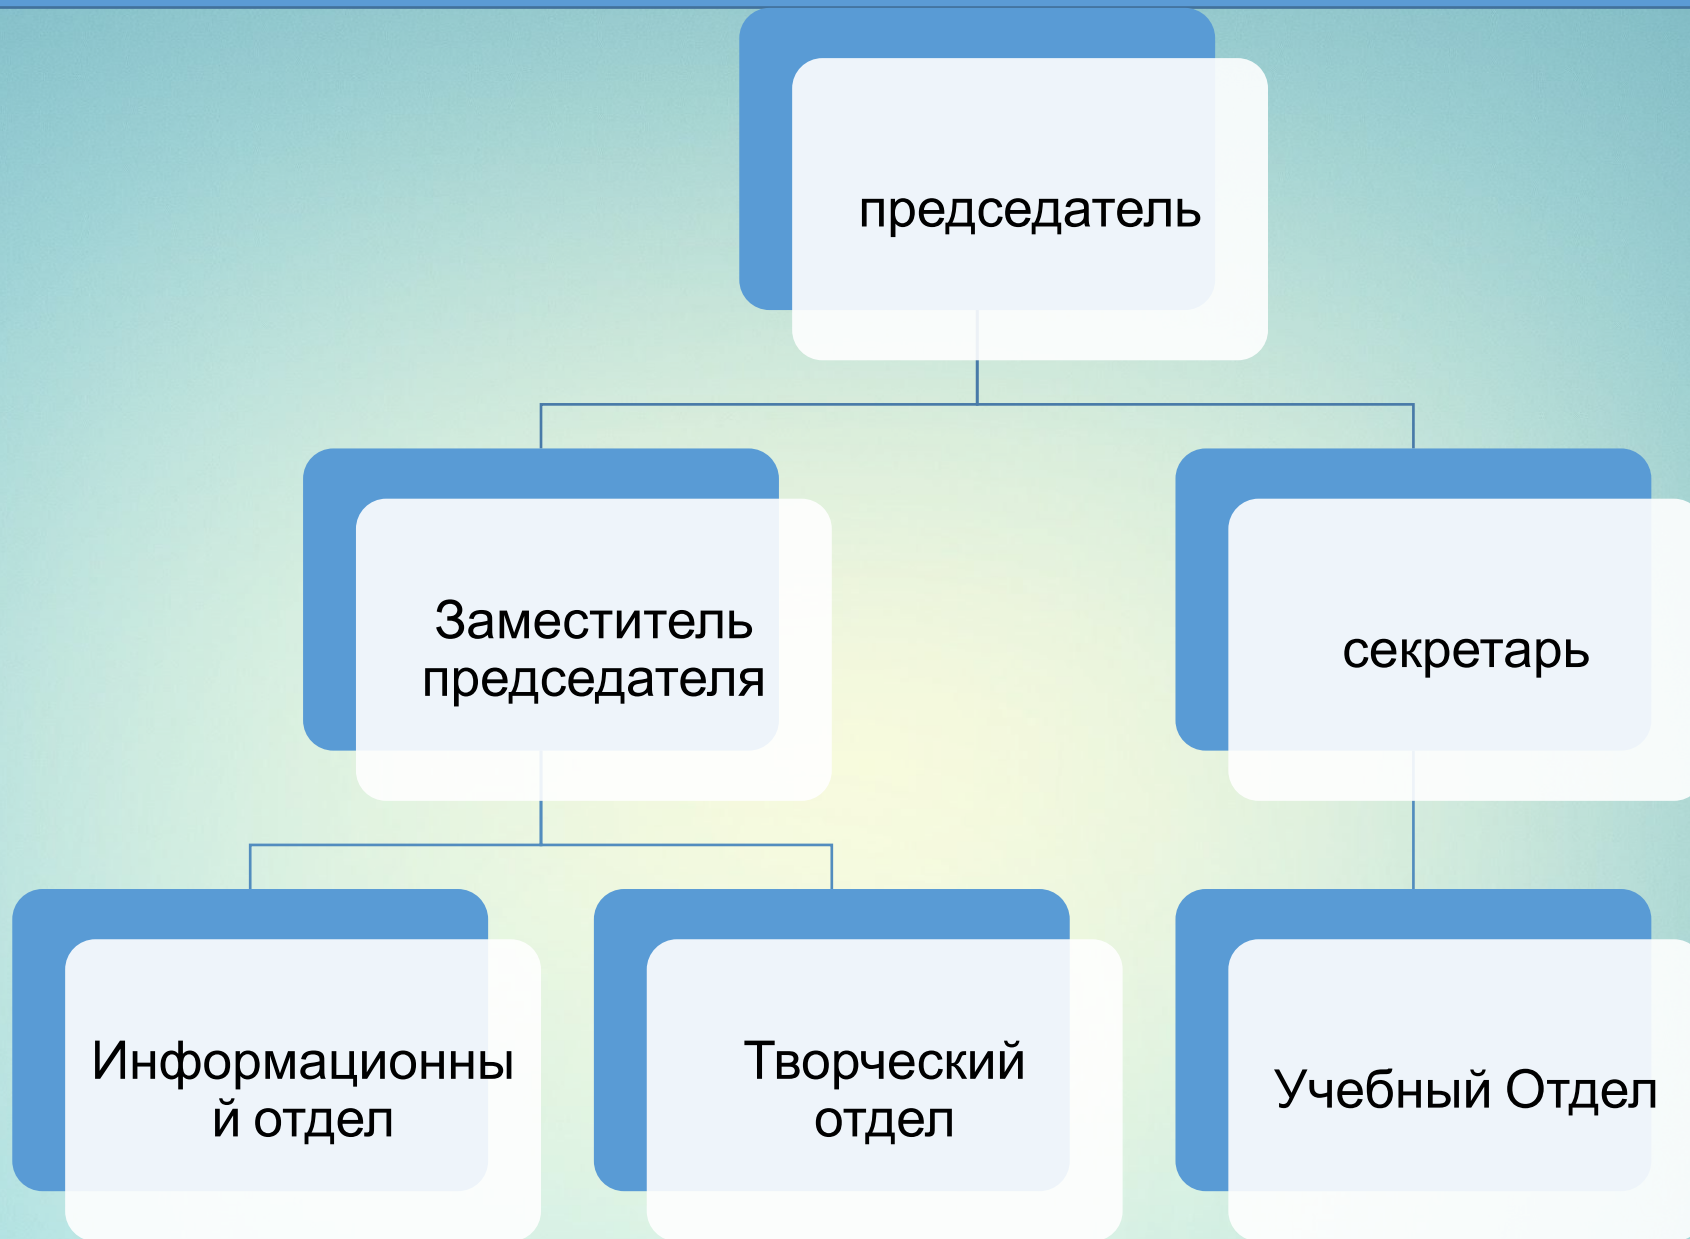 председатель
Заместитель
председателя
секретарь
Информационны
й отдел
Творческий
отдел
Учебный Отдел